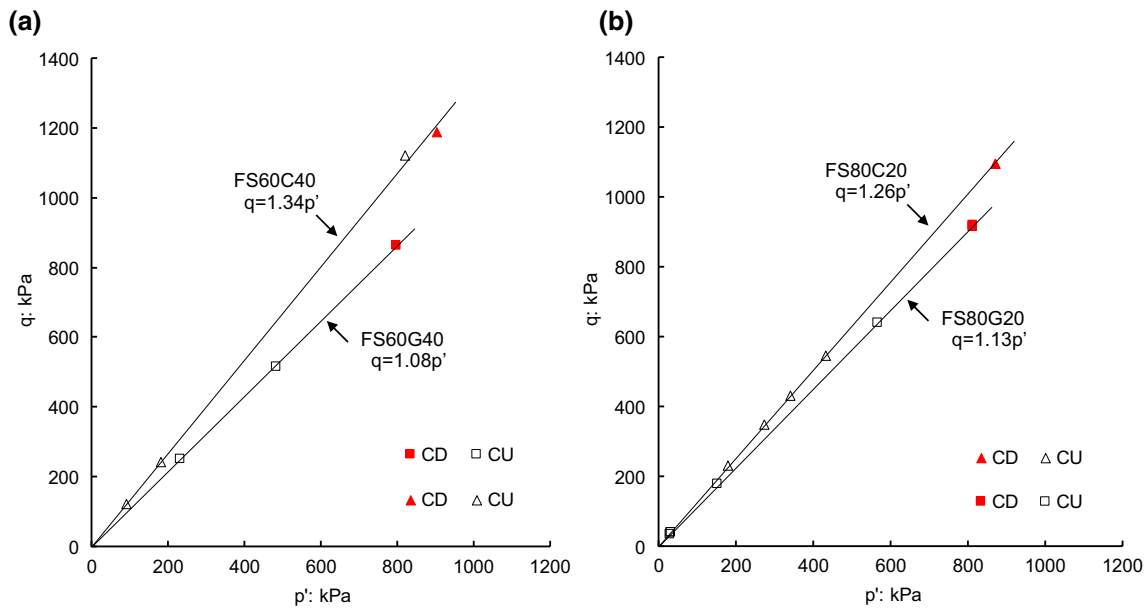 (a)
1400
1200
1000
800
600
400
200
0
q: kPa
0 200 400 600 800 1000 1200
p': kPa
FS60C40
q=1.34p’
FS60G40
q=1.08p’
CD CU
CD CU
(b)
1400
1200
1000
800
600
400
200
0
q: kPa
0 200 400 600 800 1000 1200
p': kPa
FS80C20
q=1.26p’
FS80G20
q=1.13p’
CD CU
CD CU